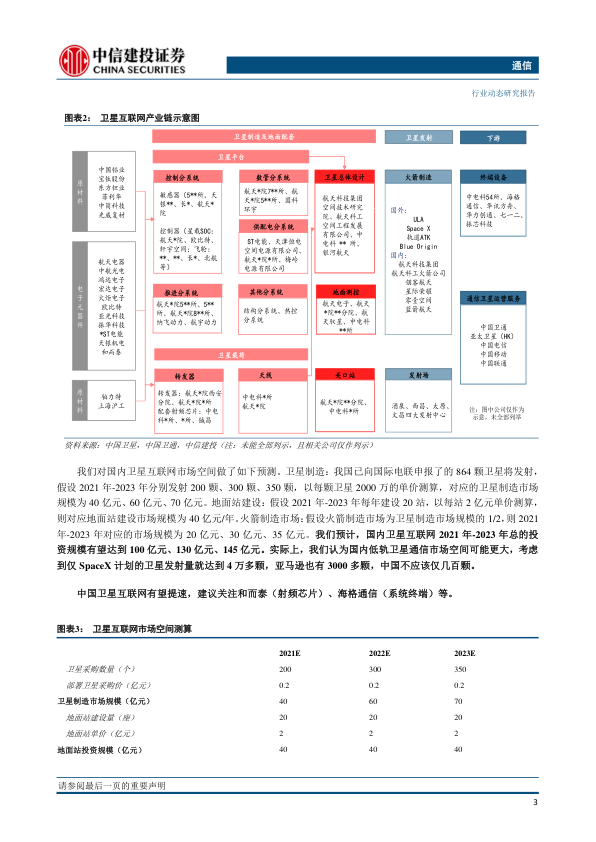 中信建投证券
CHINA SECURITIES
通信
行业动态研究报告
图表2： 卫星互联网产业链示意图
卫星制造及地面配套
卫星发射
下游
原材料
中国铝业
宝钛股份
东方钽业
菲利华
中简科技
光威复材
电子元器件
航天电器
中航光电
鸿远电子
宏达电子
火炬电子
欧比特
亚光科技
振华科技
*ST电能
天银机电
和而泰
原材料
铂力特
上海沪工
卫星平台
控制分系统
敏感器（5**所、天
银**、长*、航天*
院
控制器（星载SOC：
航天*院、欧比特、
轩宇空间；飞轮：
**、**、长*、北航
等）
数管分系统
航天*院7**所、航
天*院5**所、国科
环宇
供配电分系统
ST电能、天津恒电
空间电源有限公司、
航天*院*所、梅岭
电源有限公司
推进分系统
航天*院5**所、5**
所、航天*院8**所、
纳飞动力、航宇动力
其他分系统
结构分系统、热控
分系统
卫星总体设计
航天科技集团
空间技术研究
院、航天科工
空间工程发展
有限公司、中
电科 ** 所、
银河航天
地面测控
航天电子、航天
*院**分院、航
天驭星、中电科
**所
卫星载荷
转发器
转发器：航天*院西安
分院、航天*院*所
配套射频芯片：中电
科*所、*所、铖昌
天线
中电科*所
航天*院
关口站
航天*院**分院、
中电科*所
火箭制造
国外：
ULA
Space X
轨道ATK
Blue Origin
国内：
航天科技集团
航天科工火箭公司
翎客航天
星际荣耀
零壹空间
蓝箭航天
发射场
酒泉、西昌、太原、
文昌四大发射中心
终端设备
中电科54所、海格
通信、华讯方舟、
华力创通、七一二、
振芯科技
通信卫星运营服务
中国卫通
亚太卫星（HK）
中国电信
中国移动
中国联通
注：图中公司仅作为
示意，未全部列举
资料来源：中国卫星，中国卫通，中信建投（注：未能全部列示，且相关公司仅作列示）
我们对国内卫星互联网市场空间做了如下预测。卫星制造：我国已向国际电联申报了的 864 颗卫星将发射，
假设 2021 年-2023 年分别发射 200 颗、300 颗、350 颗，以每颗卫星 2000 万的单价测算，对应的卫星制造市场
规模为 40 亿元、60 亿元、70 亿元。地面站建设：假设 2021 年-2023 年每年建设 20 站，以每站 2 亿元单价测算，
则对应地面站建设市场规模为 40 亿元/年。火箭制造市场：假设火箭制造市场为卫星制造市场规模的 1/2，则 2021
年-2023 年对应的市场规模为 20 亿元、30 亿元、35 亿元。我们预计，国内卫星互联网 2021 年-2023 年总的投
资规模有望达到 100 亿元、130 亿元、145 亿元。实际上，我们认为国内低轨卫星通信市场空间可能更大，考虑
到仅 SpaceX 计划的卫星发射量就达到 4 万多颗，亚马逊也有 3000 多颗，中国不应该仅几百颗。
中国卫星互联网有望提速，建议关注和而泰（射频芯片）、海格通信（系统终端）等。
图表3： 卫星互联网市场空间测算
2021E 2022E 2023E
卫星采购数量（个） 200 300 350
部署卫星采购价（亿元） 0.2 0.2 0.2
卫星制造市场规模（亿元） 40 60 70
地面站建设量（座） 20 20 20
地面站单价（亿元） 2 2 2
地面站投资规模（亿元） 40 40 40
请参阅最后一页的重要声明
3